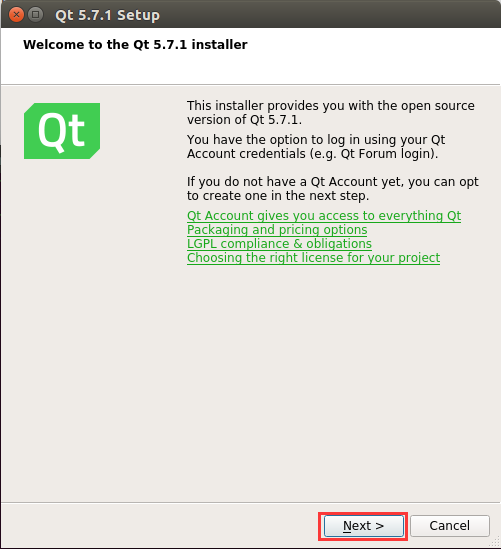 Qt 5.7.1 Setup
Welcome to the Qt 5.7.1 installer
Qt
This installer provides you with the open source
version of Qt 5.7.1.
You have the option to log in using your Qt
Account credentials (e.g. Qt Forum login).
If you do not have a Qt Account yet, you can opt
to create one in the next step.
Qt Account gives you access to everything Qt
Packaging and pricing options
LGPL compliance & obligations
Choosing the right license for your project
Next >
Cancel